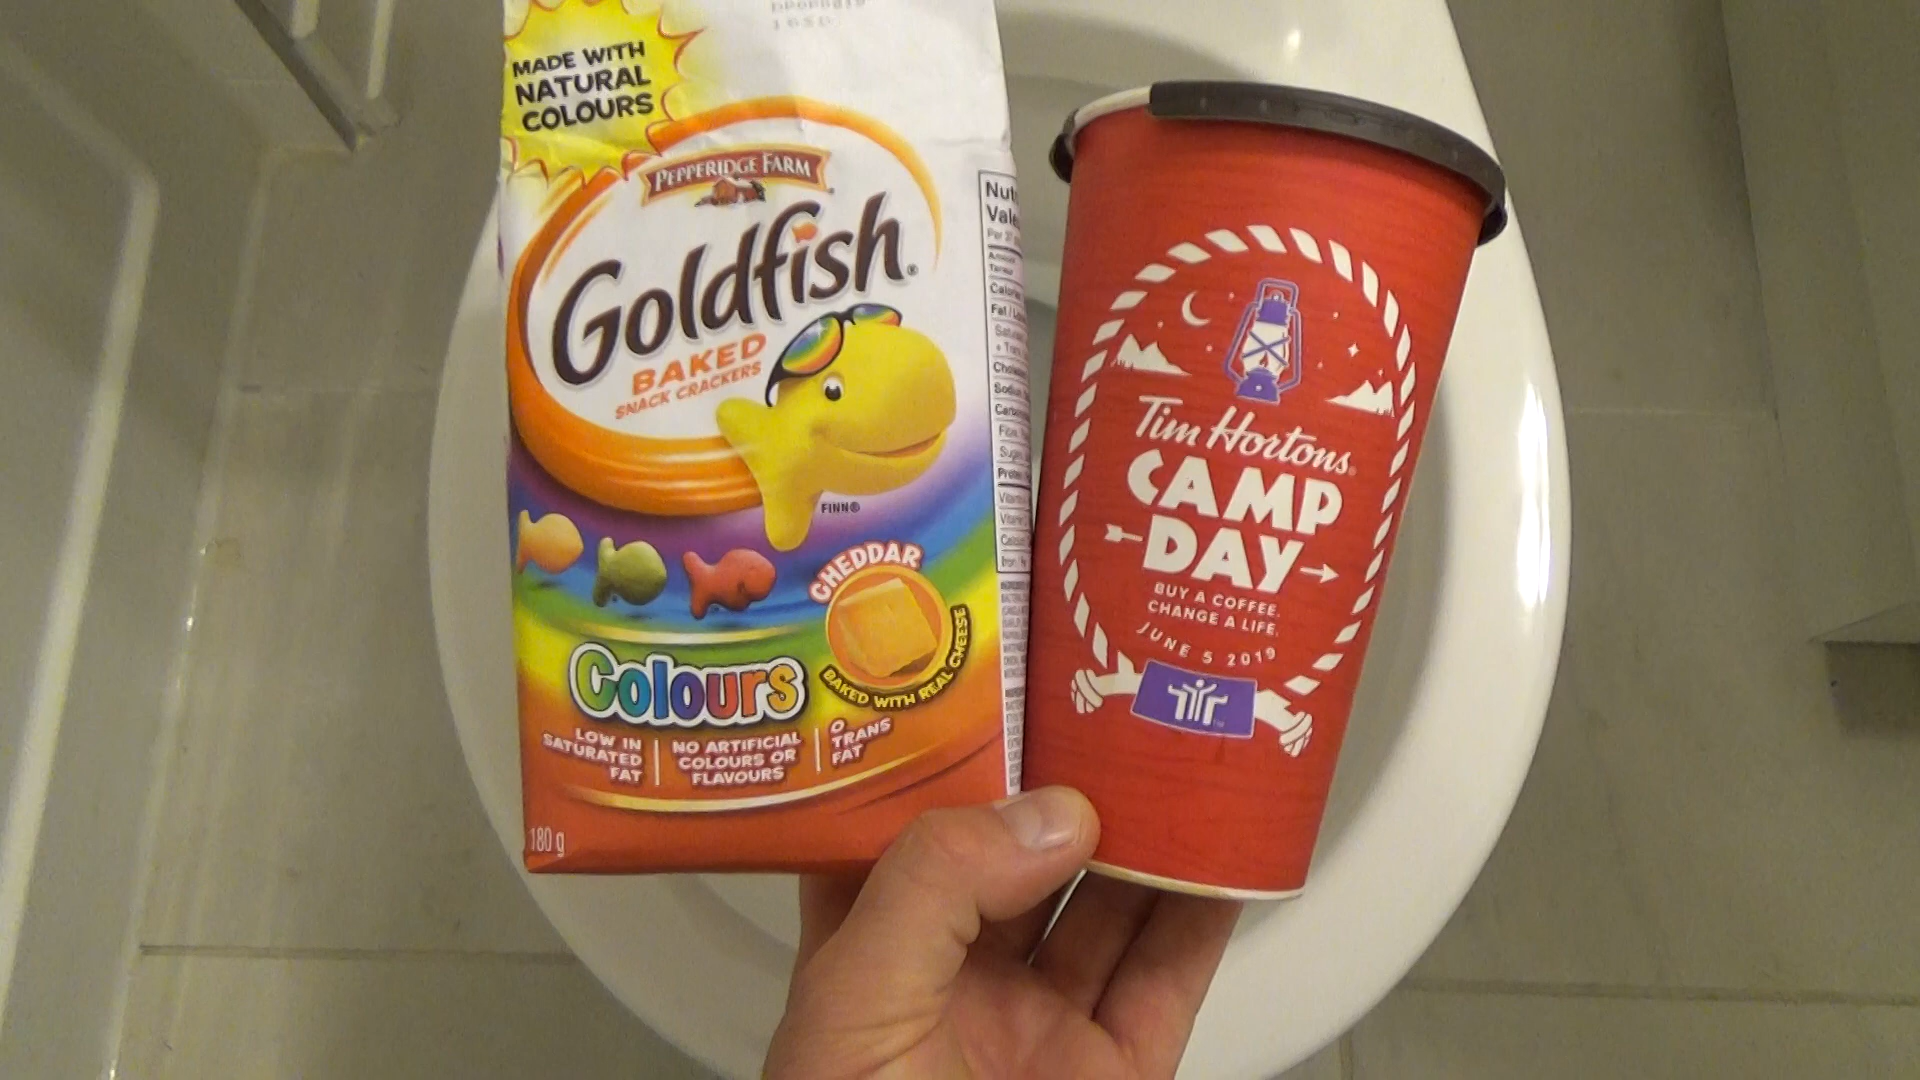 MADE WITH
NATURAL
COLOURS
PEPPERIDGE FARM
Goldfish®
BAKED
SNACK CRACKERS
FINN®
CHEDDAR
BAKED WITH REAL CHEESE
Colours
LOW IN
SATURATED
FAT
NO ARTIFICIAL
COLOURS OR
FLAVOURS
0
TRANS
FAT
180 g
Tim Hortons®
CAMP
DAY
BUY A COFFEE.
CHANGE A LIFE.
JUNE 5 2019